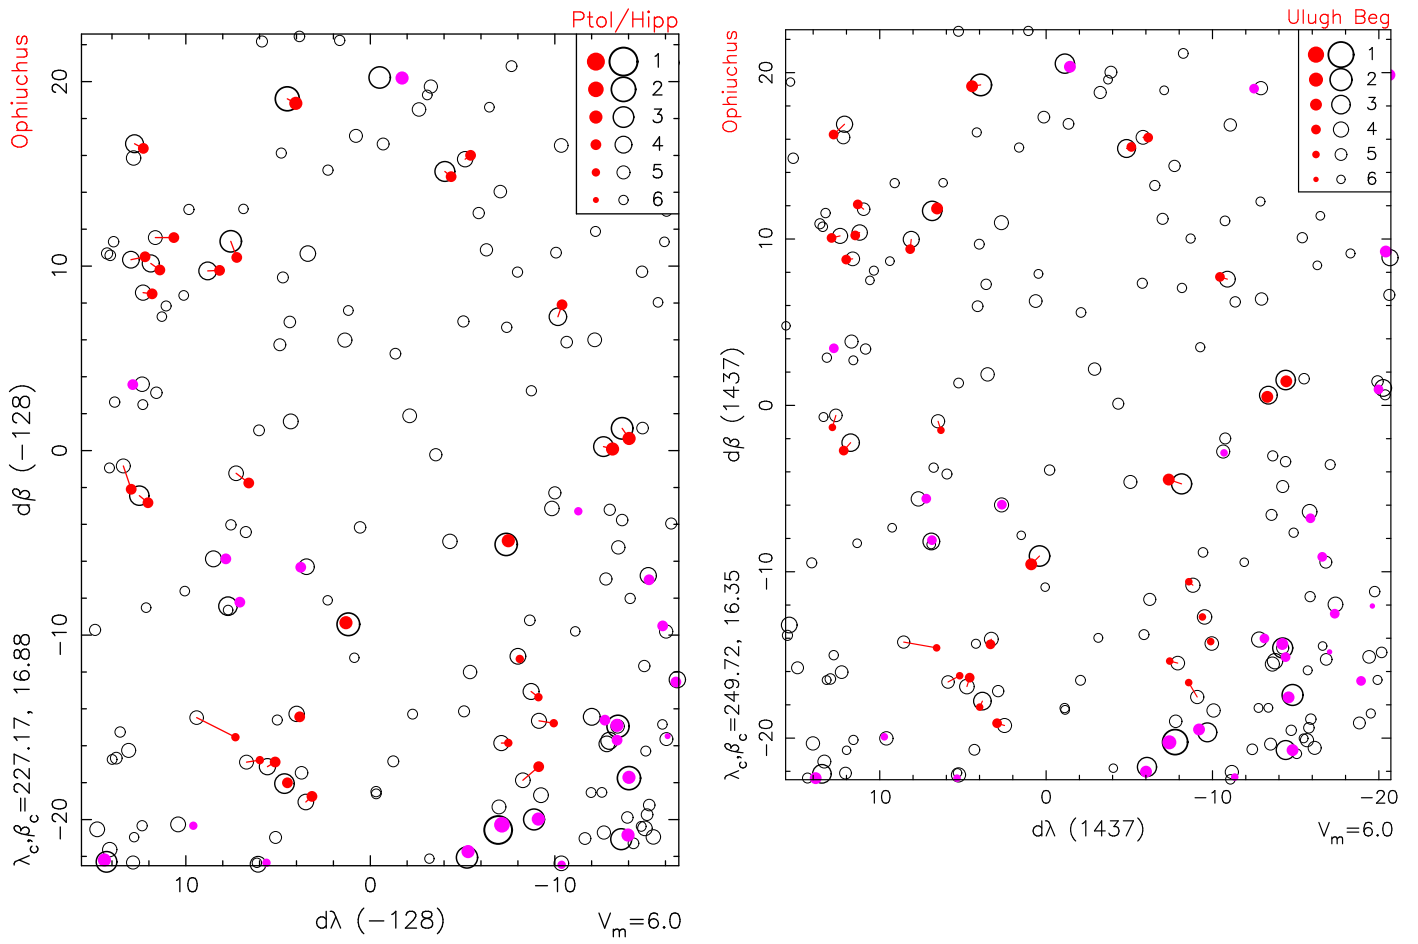 Ptol/Hipp
Ophiuchus
1
2
3
4
5
6
20
10
0
−10
−20
dβ (−128)
λc,βc=227.17, 16.88
10
0
−10
dλ (−128)
Vm=6.0
Ulugh Beg
Ophiuchus
1
2
3
4
5
6
20
10
0
−10
−20
dβ (1437)
λc,βc=249.72, 16.35
10
0
−10
−20
dλ (1437)
Vm=6.0